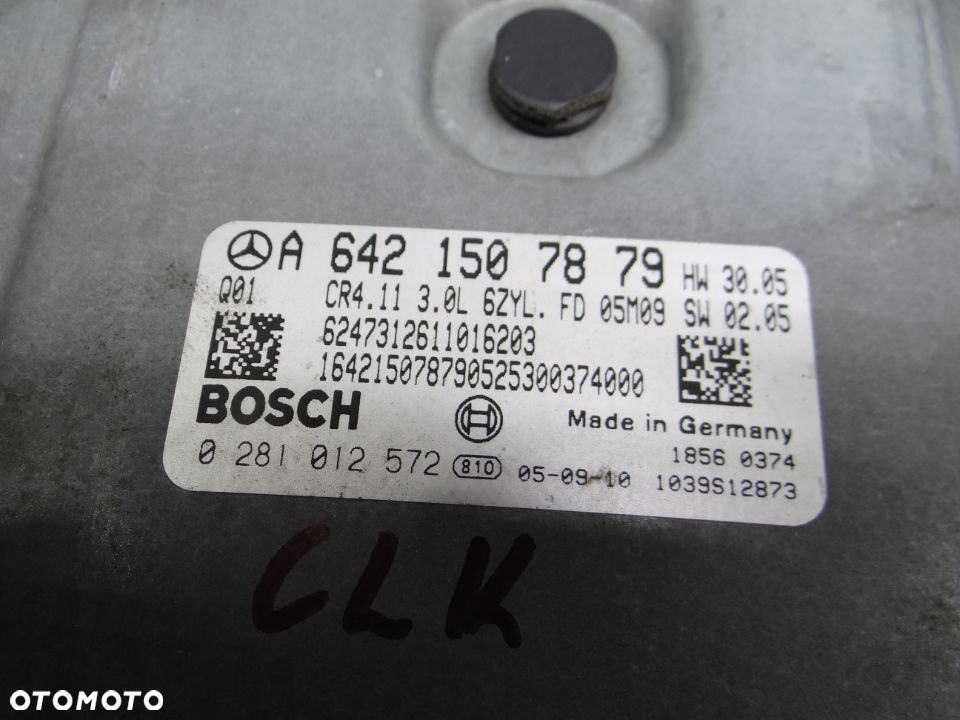 A 642 150 78 79 HW 30.05
Q01 CR4.11 3.0L 6ZYL. FD 05M09 SW 02.05
6247312611016203
164215078790525300374000
BOSCH Made in Germany
0 281 012 572 810 05-09-10 1856 0374
1039S12873
CLK
OTOMOTO